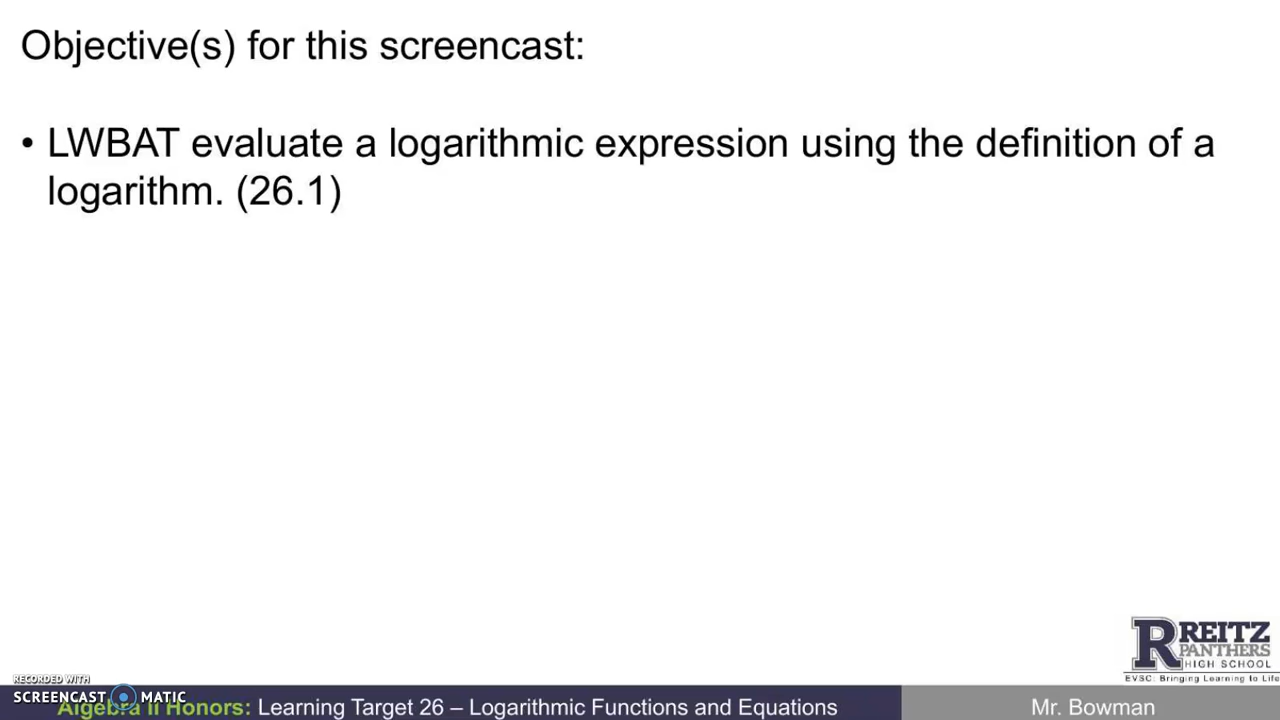 Objective(s) for this screencast:
• LWBAT evaluate a logarithmic expression using the definition of a
logarithm. (26.1)
R REITZ
PANTHERS
HIGH SCHOOL
EVSC: Bringing Learning to Life
RECORDED WITH
SCREENCAST MATIC
Algebra II Honors: Learning Target 26 – Logarithmic Functions and Equations
Mr. Bowman